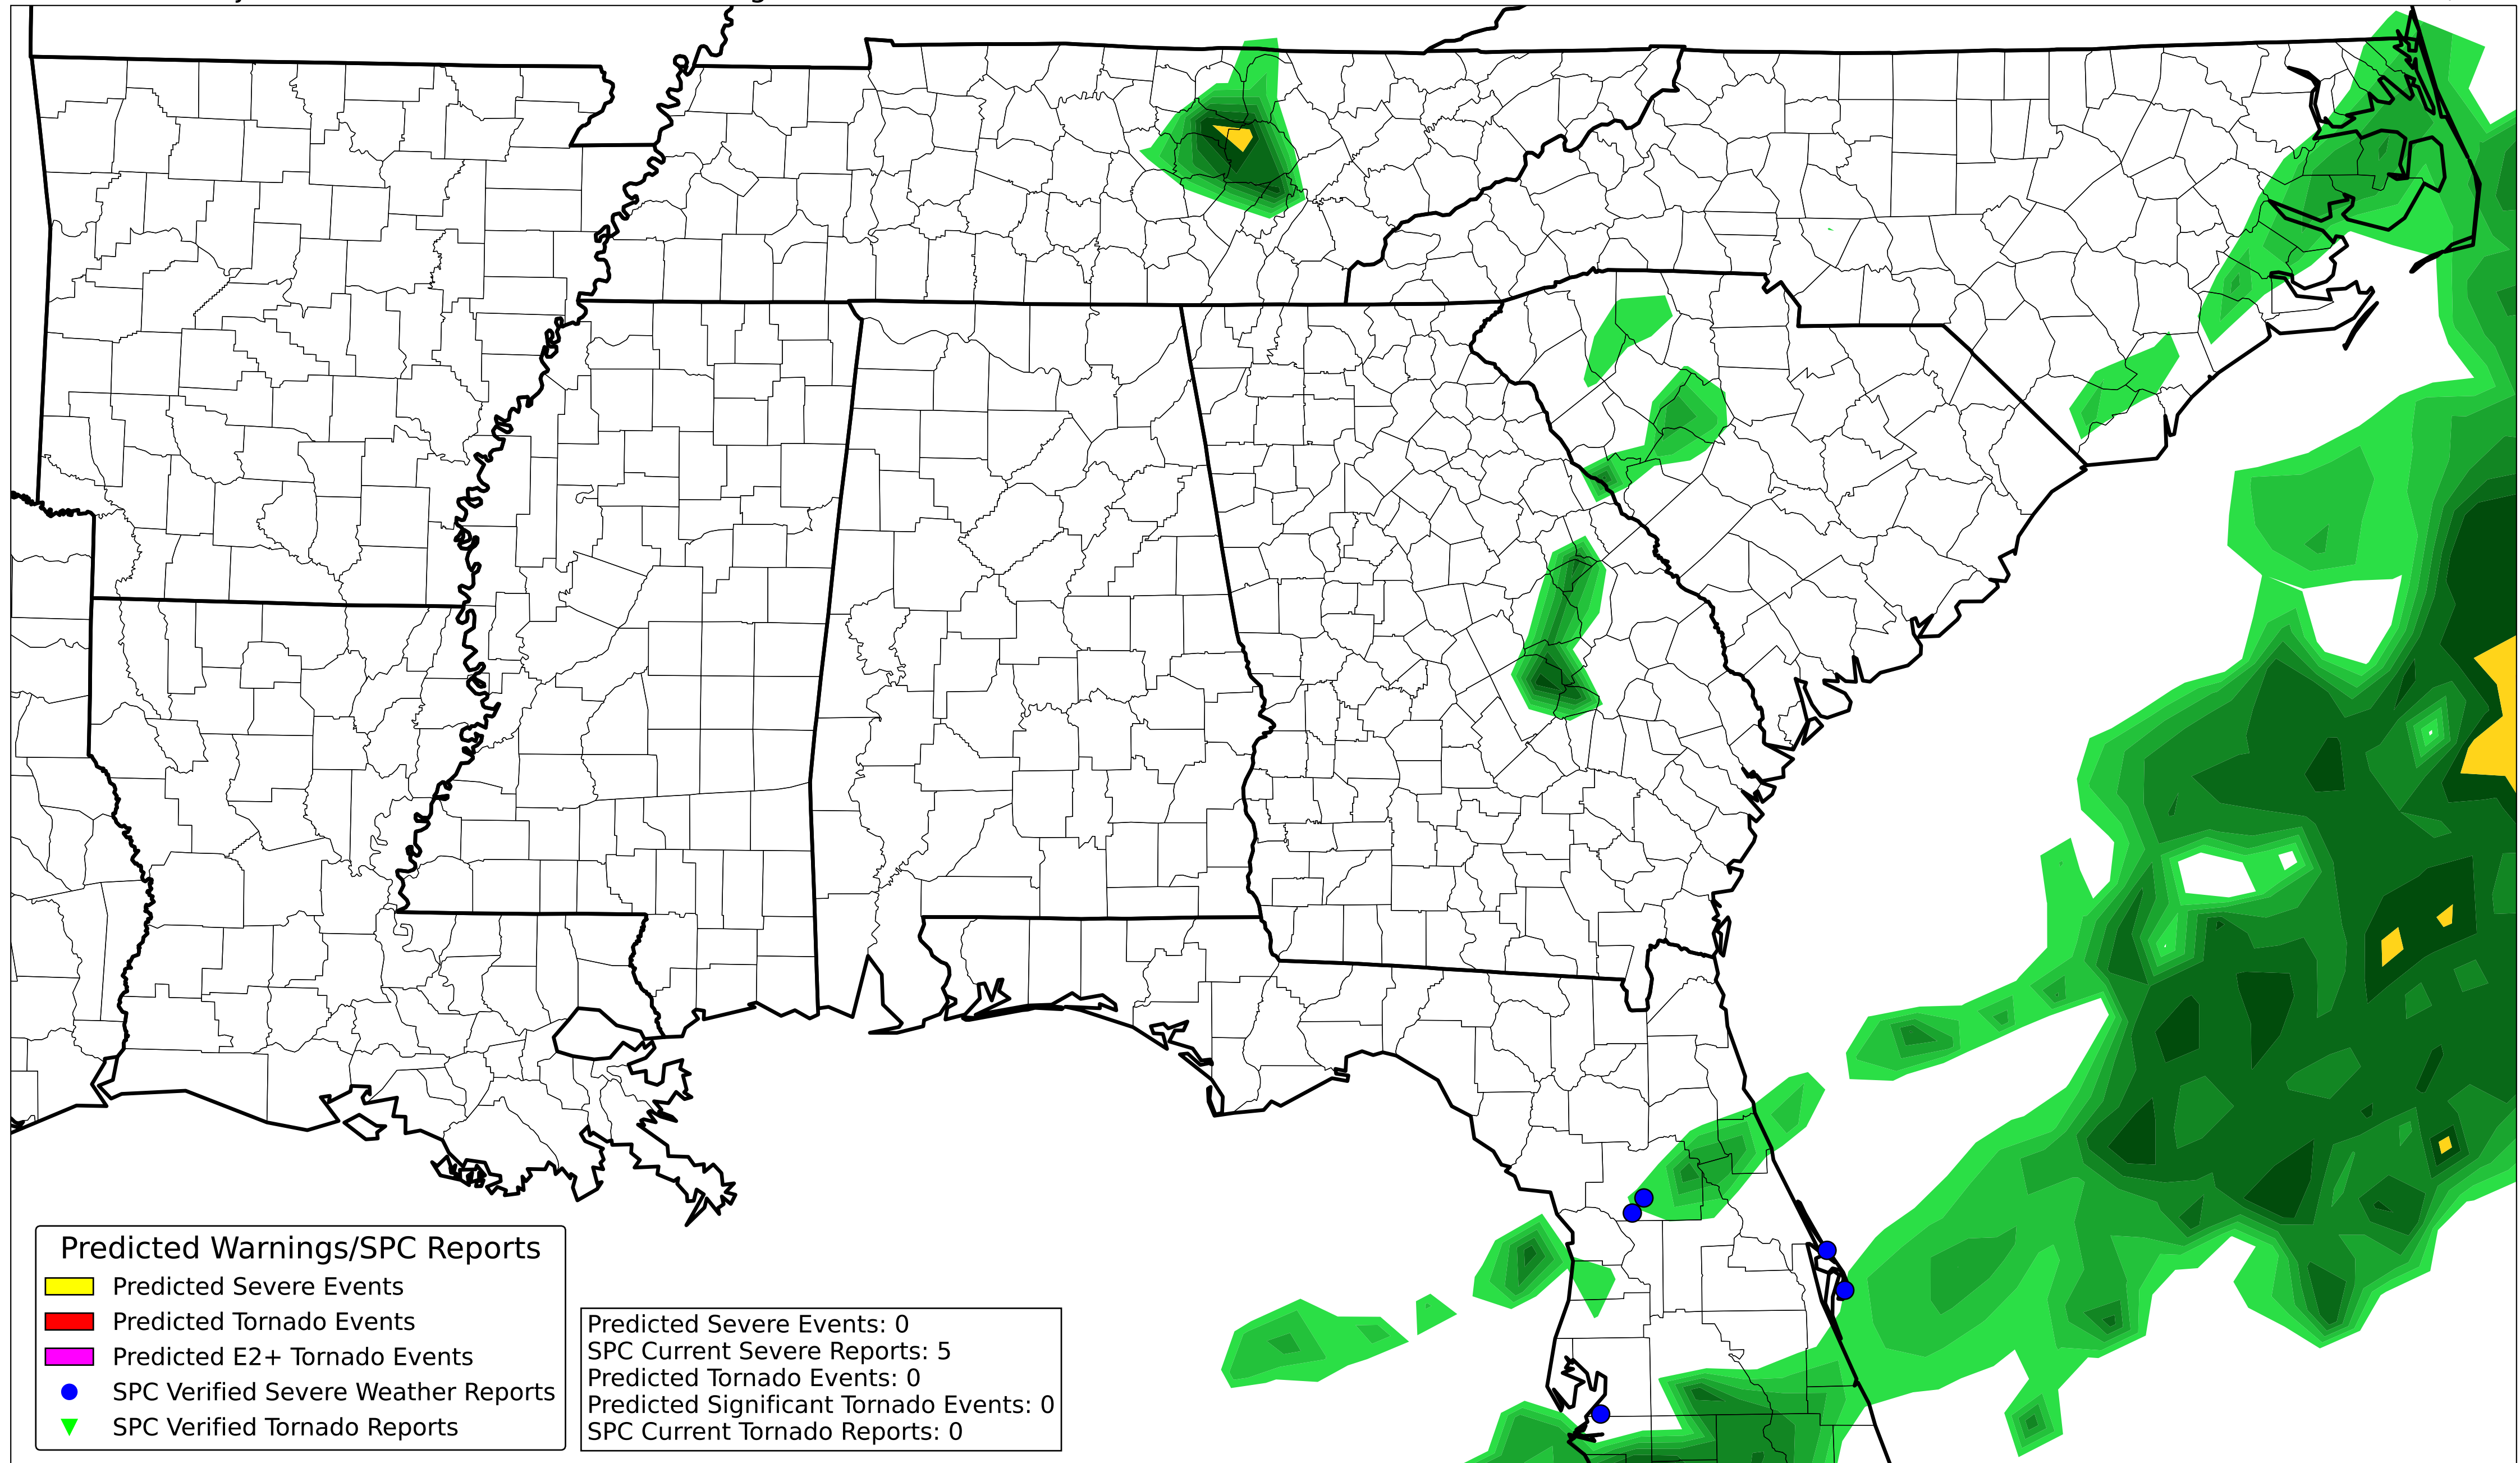 Predicted Warnings/SPC Reports
Predicted Severe Events
Predicted Tornado Events
Predicted E2+ Tornado Events
SPC Verified Severe Weather Reports
SPC Verified Tornado Reports
Predicted Severe Events: 0
SPC Current Severe Reports: 5
Predicted Tornado Events: 0
Predicted Significant Tornado Events: 0
SPC Current Tornado Reports: 0